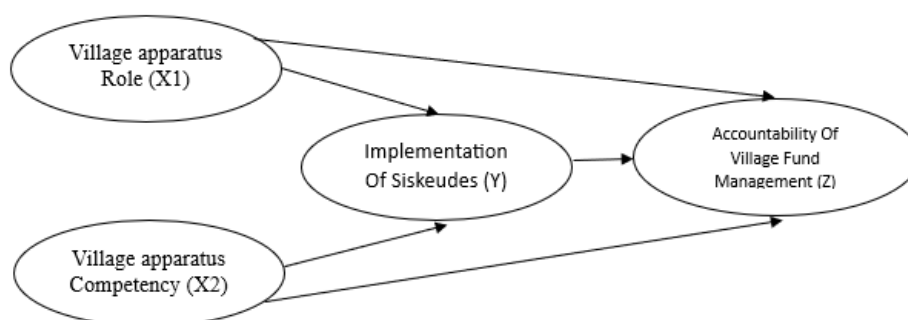 Village apparatus
Role (X1)
Implementation
Of Siskeudes (Y)
Accountability Of
Village Fund
Management (Z)
Village apparatus
Competency (X2)